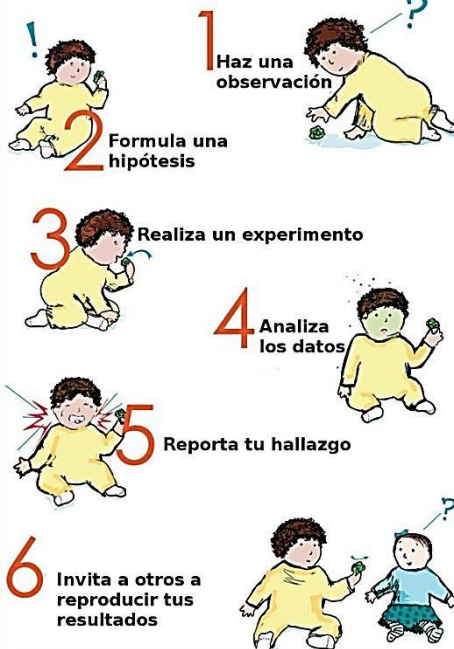 ?
1
Haz una
observación
!
2
Formula una
hipótesis
3
Realiza un experimento
4
Analiza
los datos
5
Reporta tu hallazgo
6
Invita a otros a
reproducir tus
resultados
?